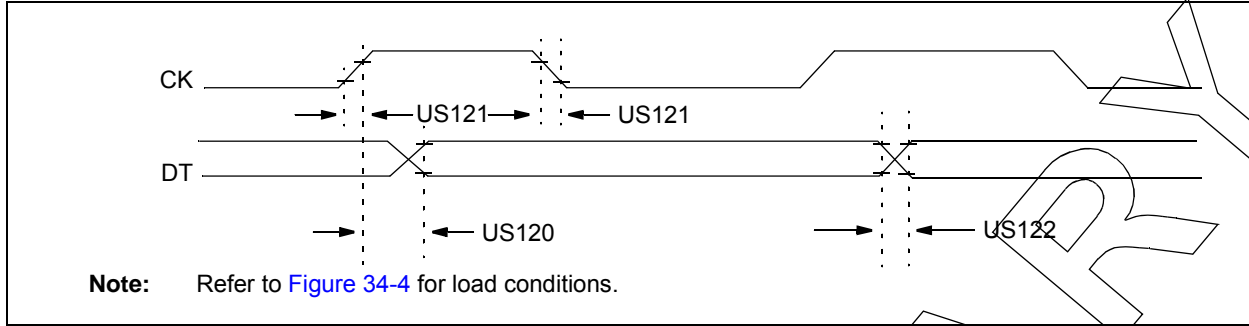 CK
US121 US121
DT
US120 US122
Note: Refer to Figure 34-4 for load conditions.